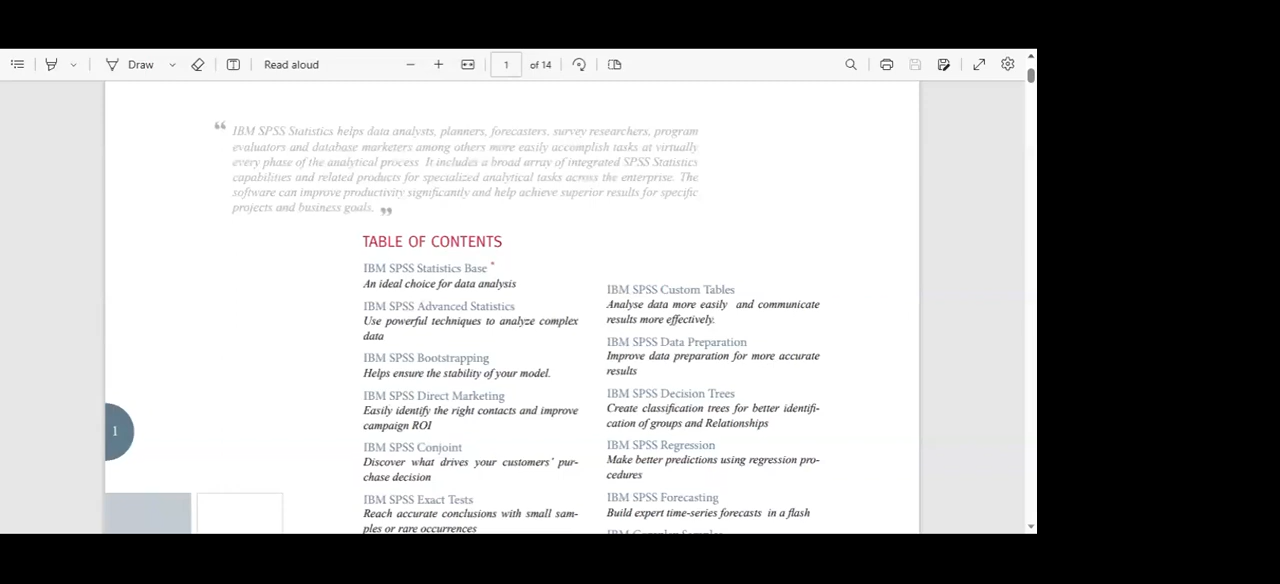 Draw
Read aloud
1
of 14
“ IBM SPSS Statistics helps data analysts, planners, forecasters, survey researchers, program
evaluators and database marketers among others more easily accomplish tasks at virtually
every phase of the analytical process. It includes a broad array of integrated SPSS Statistics
capabilities and related products for specialized analytical tasks across the enterprise. The
software can improve productivity significantly and help achieve superior results for specific
projects and business goals. ”
TABLE OF CONTENTS
IBM SPSS Statistics Base *
An ideal choice for data analysis
IBM SPSS Advanced Statistics
Use powerful techniques to analyze complex
data
IBM SPSS Bootstrapping
Helps ensure the stability of your model.
IBM SPSS Direct Marketing
Easily identify the right contacts and improve
campaign ROI
IBM SPSS Conjoint
Discover what drives your customers' pur-
chase decision
IBM SPSS Exact Tests
Reach accurate conclusions with small sam-
ples or rare occurrences
IBM SPSS Custom Tables
Analyse data more easily and communicate
results more effectively.
IBM SPSS Data Preparation
Improve data preparation for more accurate
results
IBM SPSS Decision Trees
Create classification trees for better identifi-
cation of groups and Relationships
IBM SPSS Regression
Make better predictions using regression pro-
cedures
IBM SPSS Forecasting
Build expert time-series forecasts in a flash
1